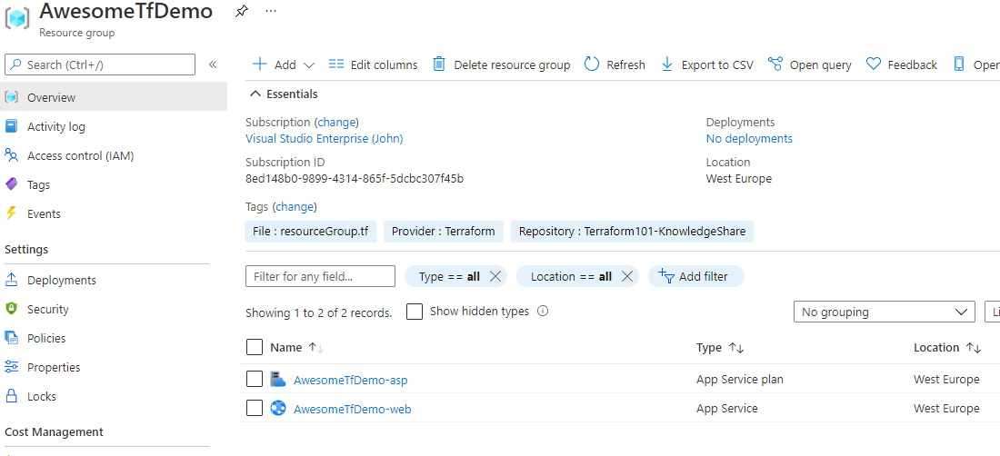 AwesomeTfDemo
Resource group
Search (Ctrl+/)
Overview
Activity log
Access control (IAM)
Tags
Events
Settings
Deployments
Security
Policies
Properties
Locks
Cost Management
Add Edit columns Delete resource group Refresh Export to CSV Open query Feedback Open
Essentials
Subscription (change)
Visual Studio Enterprise (John)
Subscription ID
8ed148b0-9899-4314-865f-5dcbc307f45b
Deployments
No deployments
Location
West Europe
Tags (change)
File : resourceGroup.tf Provider : Terraform Repository : Terraform101-KnowledgeShare
Filter for any field... Type == all Location == all Add filter
Showing 1 to 2 of 2 records. Show hidden types No grouping Li
Name Type Location
AwesomeTfDemo-asp App Service plan West Europe
AwesomeTfDemo-web App Service West Europe